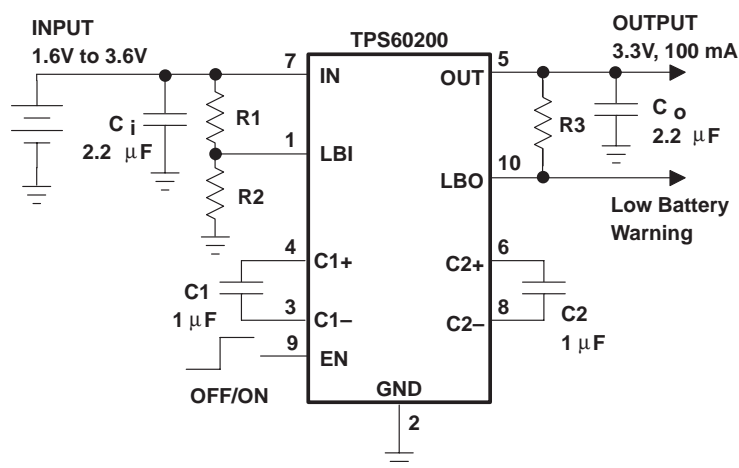 INPUT
1.6V to 3.6V
TPS60200
OUTPUT
3.3V, 100 mA
7
IN
5
OUT
C i
2.2 μF
R1
R3
C o
2.2 μF
1
LBI
10
LBO
R2
Low Battery
Warning
4
C1+
6
C2+
C1
1 μF
3
C1−
8
C2−
C2
1 μF
9
EN
OFF/ON
GND
2